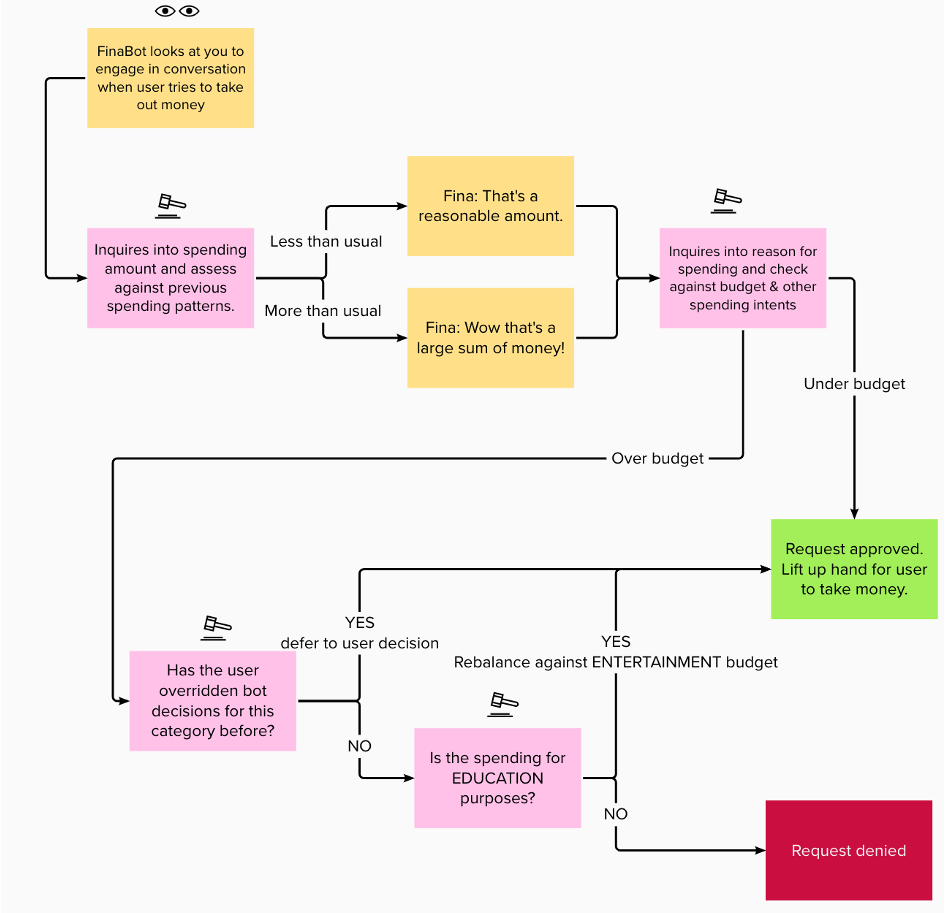 FinaBot looks at you to
engage in conversation
when user tries to take
out money
Inquires into spending
amount and assess
against previous
spending patterns.
Less than usual
More than usual
Fina: That's a
reasonable amount.
Fina: Wow that's a
large sum of money!
Inquires into reason for
spending and check
against budget & other
spending intents
Under budget
Over budget
Request approved.
Lift up hand for user
to take money.
Has the user
overridden bot
decisions for this
category before?
YES
defer to user decision
NO
Is the spending for
EDUCATION
purposes?
YES
Rebalance against ENTERTAINMENT budget
NO
Request denied